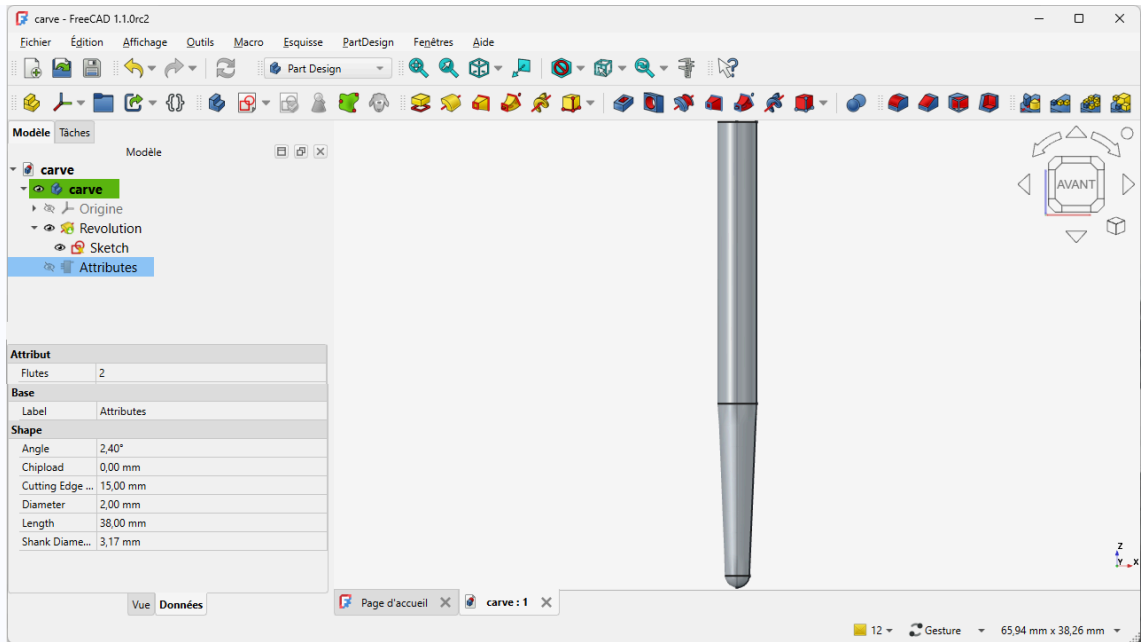 carve - FreeCAD 1.1.0rc2
Fichier Édition Affichage Outils Macro Esquisse PartDesign Fenêtres Aide
Part Design
Modèle Tâches
Modèle
carve
carve
Origine
Revolution
Sketch
Attributes
AVANT
Attribut
Flutes 2
Base
Label Attributes
Shape
Angle 2,40°
Chipload 0,00 mm
Cutting Edge ... 15,00 mm
Diameter 2,00 mm
Length 38,00 mm
Shank Diame... 3,17 mm
Z
Y X
Vue Données
Page d'accueil carve : 1
12 Gesture 65,94 mm x 38,26 mm